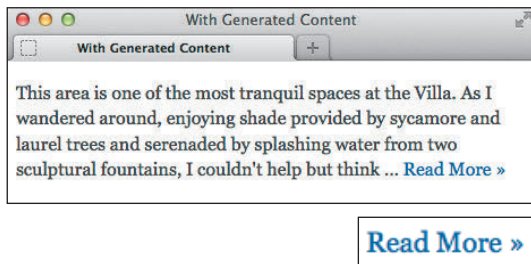 With Generated Content
With Generated Content
This area is one of the most tranquil spaces at the Villa. As I
wandered around, enjoying shade provided by sycamore and
laurel trees and serenaded by splashing water from two
sculptural fountains, I couldn't help but think ... Read More »
Read More »